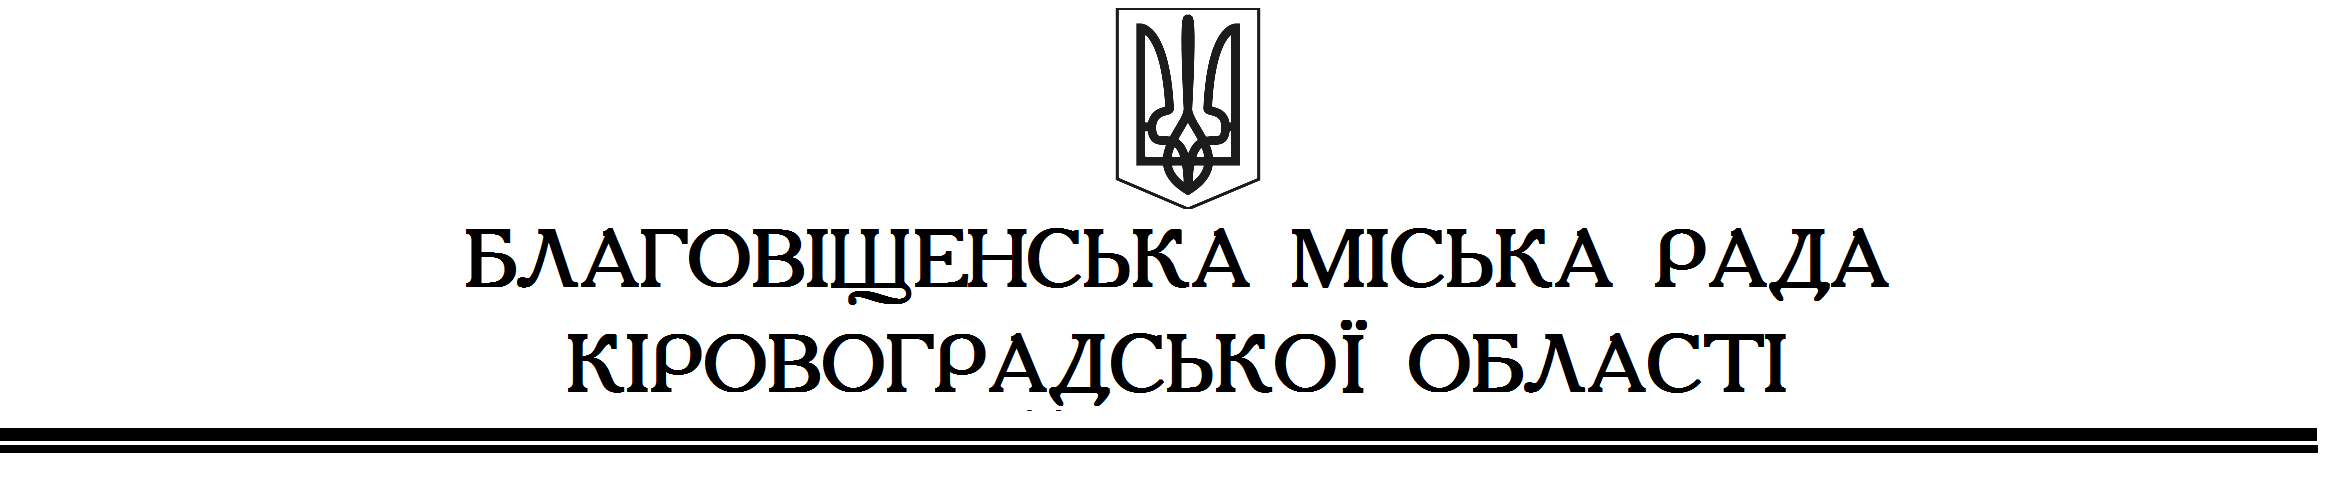 БЛАГОВІЩЕНСЬКА МІСЬКА РАДА
КІРОВОГРАДСЬКОЇ ОБЛАСТІ